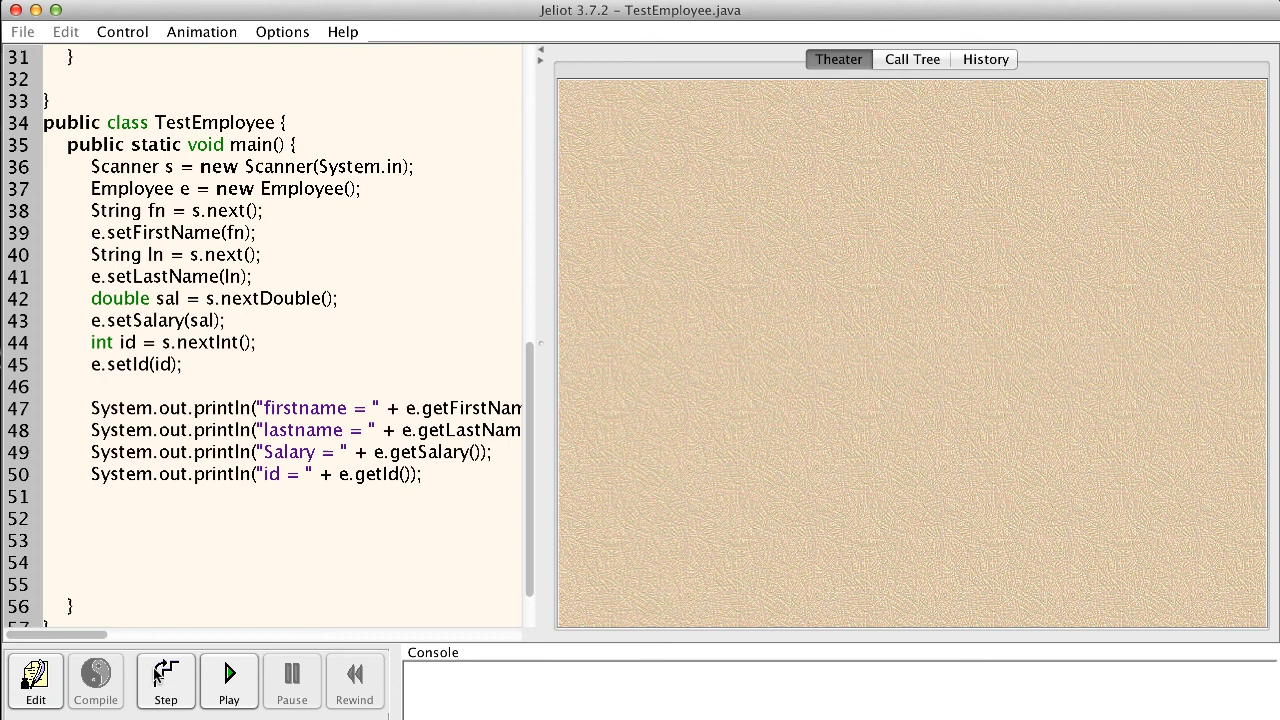 Jeliot 3.7.2 – TestEmployee.java
File Edit Control Animation Options Help
Theater Call Tree History
31 }
32
33 }
34 public class TestEmployee {
35 public static void main() {
36 Scanner s = new Scanner(System.in);
37 Employee e = new Employee();
38 String fn = s.next();
39 e.setFirstName(fn);
40 String ln = s.next();
41 e.setLastName(ln);
42 double sal = s.nextDouble();
43 e.setSalary(sal);
44 int id = s.nextInt();
45 e.setId(id);
46
47 System.out.println("firstname = " + e.getFirstNam
48 System.out.println("lastname = " + e.getLastNam
49 System.out.println("Salary = " + e.getSalary());
50 System.out.println("id = " + e.getId());
51
52
53
54
55
56 }
Console
Edit Compile Step Play Pause Rewind